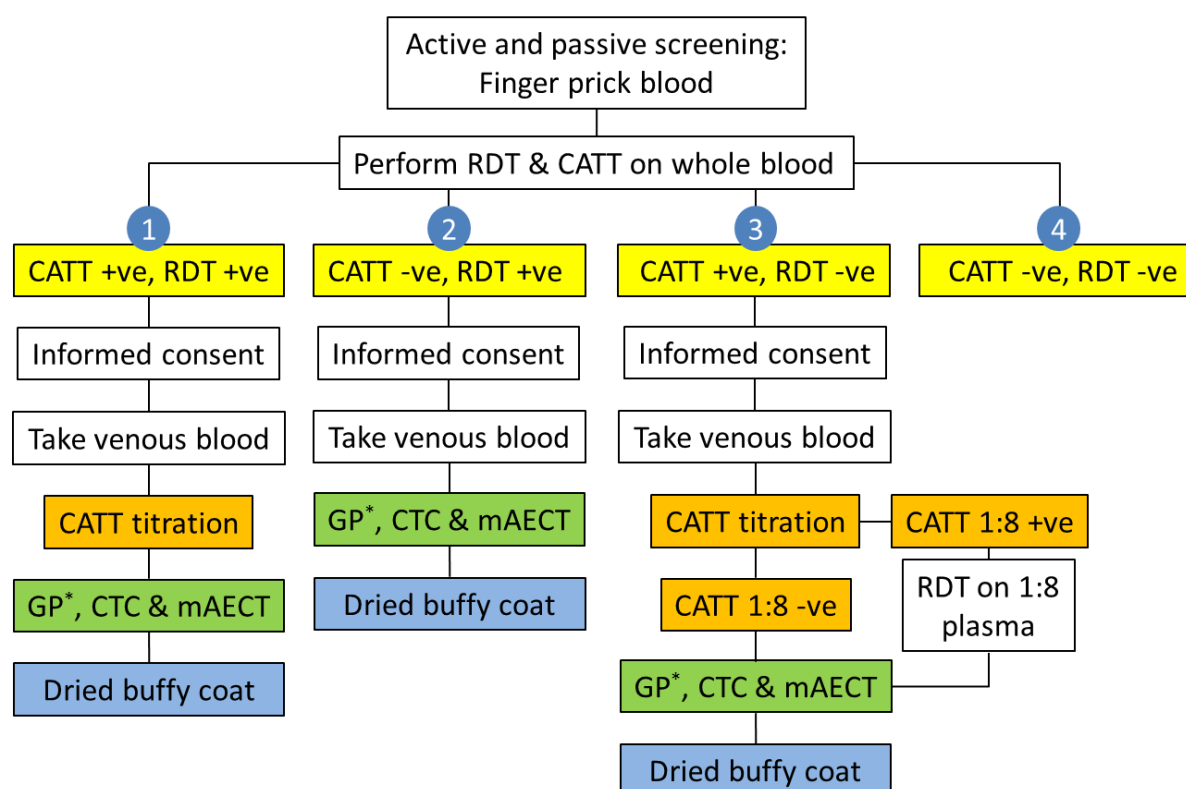 Active and passive screening:
Finger prick blood
Perform RDT & CATT on whole blood
1
2
3
4
CATT +ve, RDT +ve
CATT -ve, RDT +ve
CATT +ve, RDT -ve
CATT -ve, RDT -ve
Informed consent
Informed consent
Informed consent
Take venous blood
Take venous blood
Take venous blood
CATT titration
GP*, CTC & mAECT
CATT titration
CATT 1:8 +ve
GP*, CTC & mAECT
Dried buffy coat
CATT 1:8 -ve
RDT on 1:8
plasma
Dried buffy coat
GP*, CTC & mAECT
Dried buffy coat